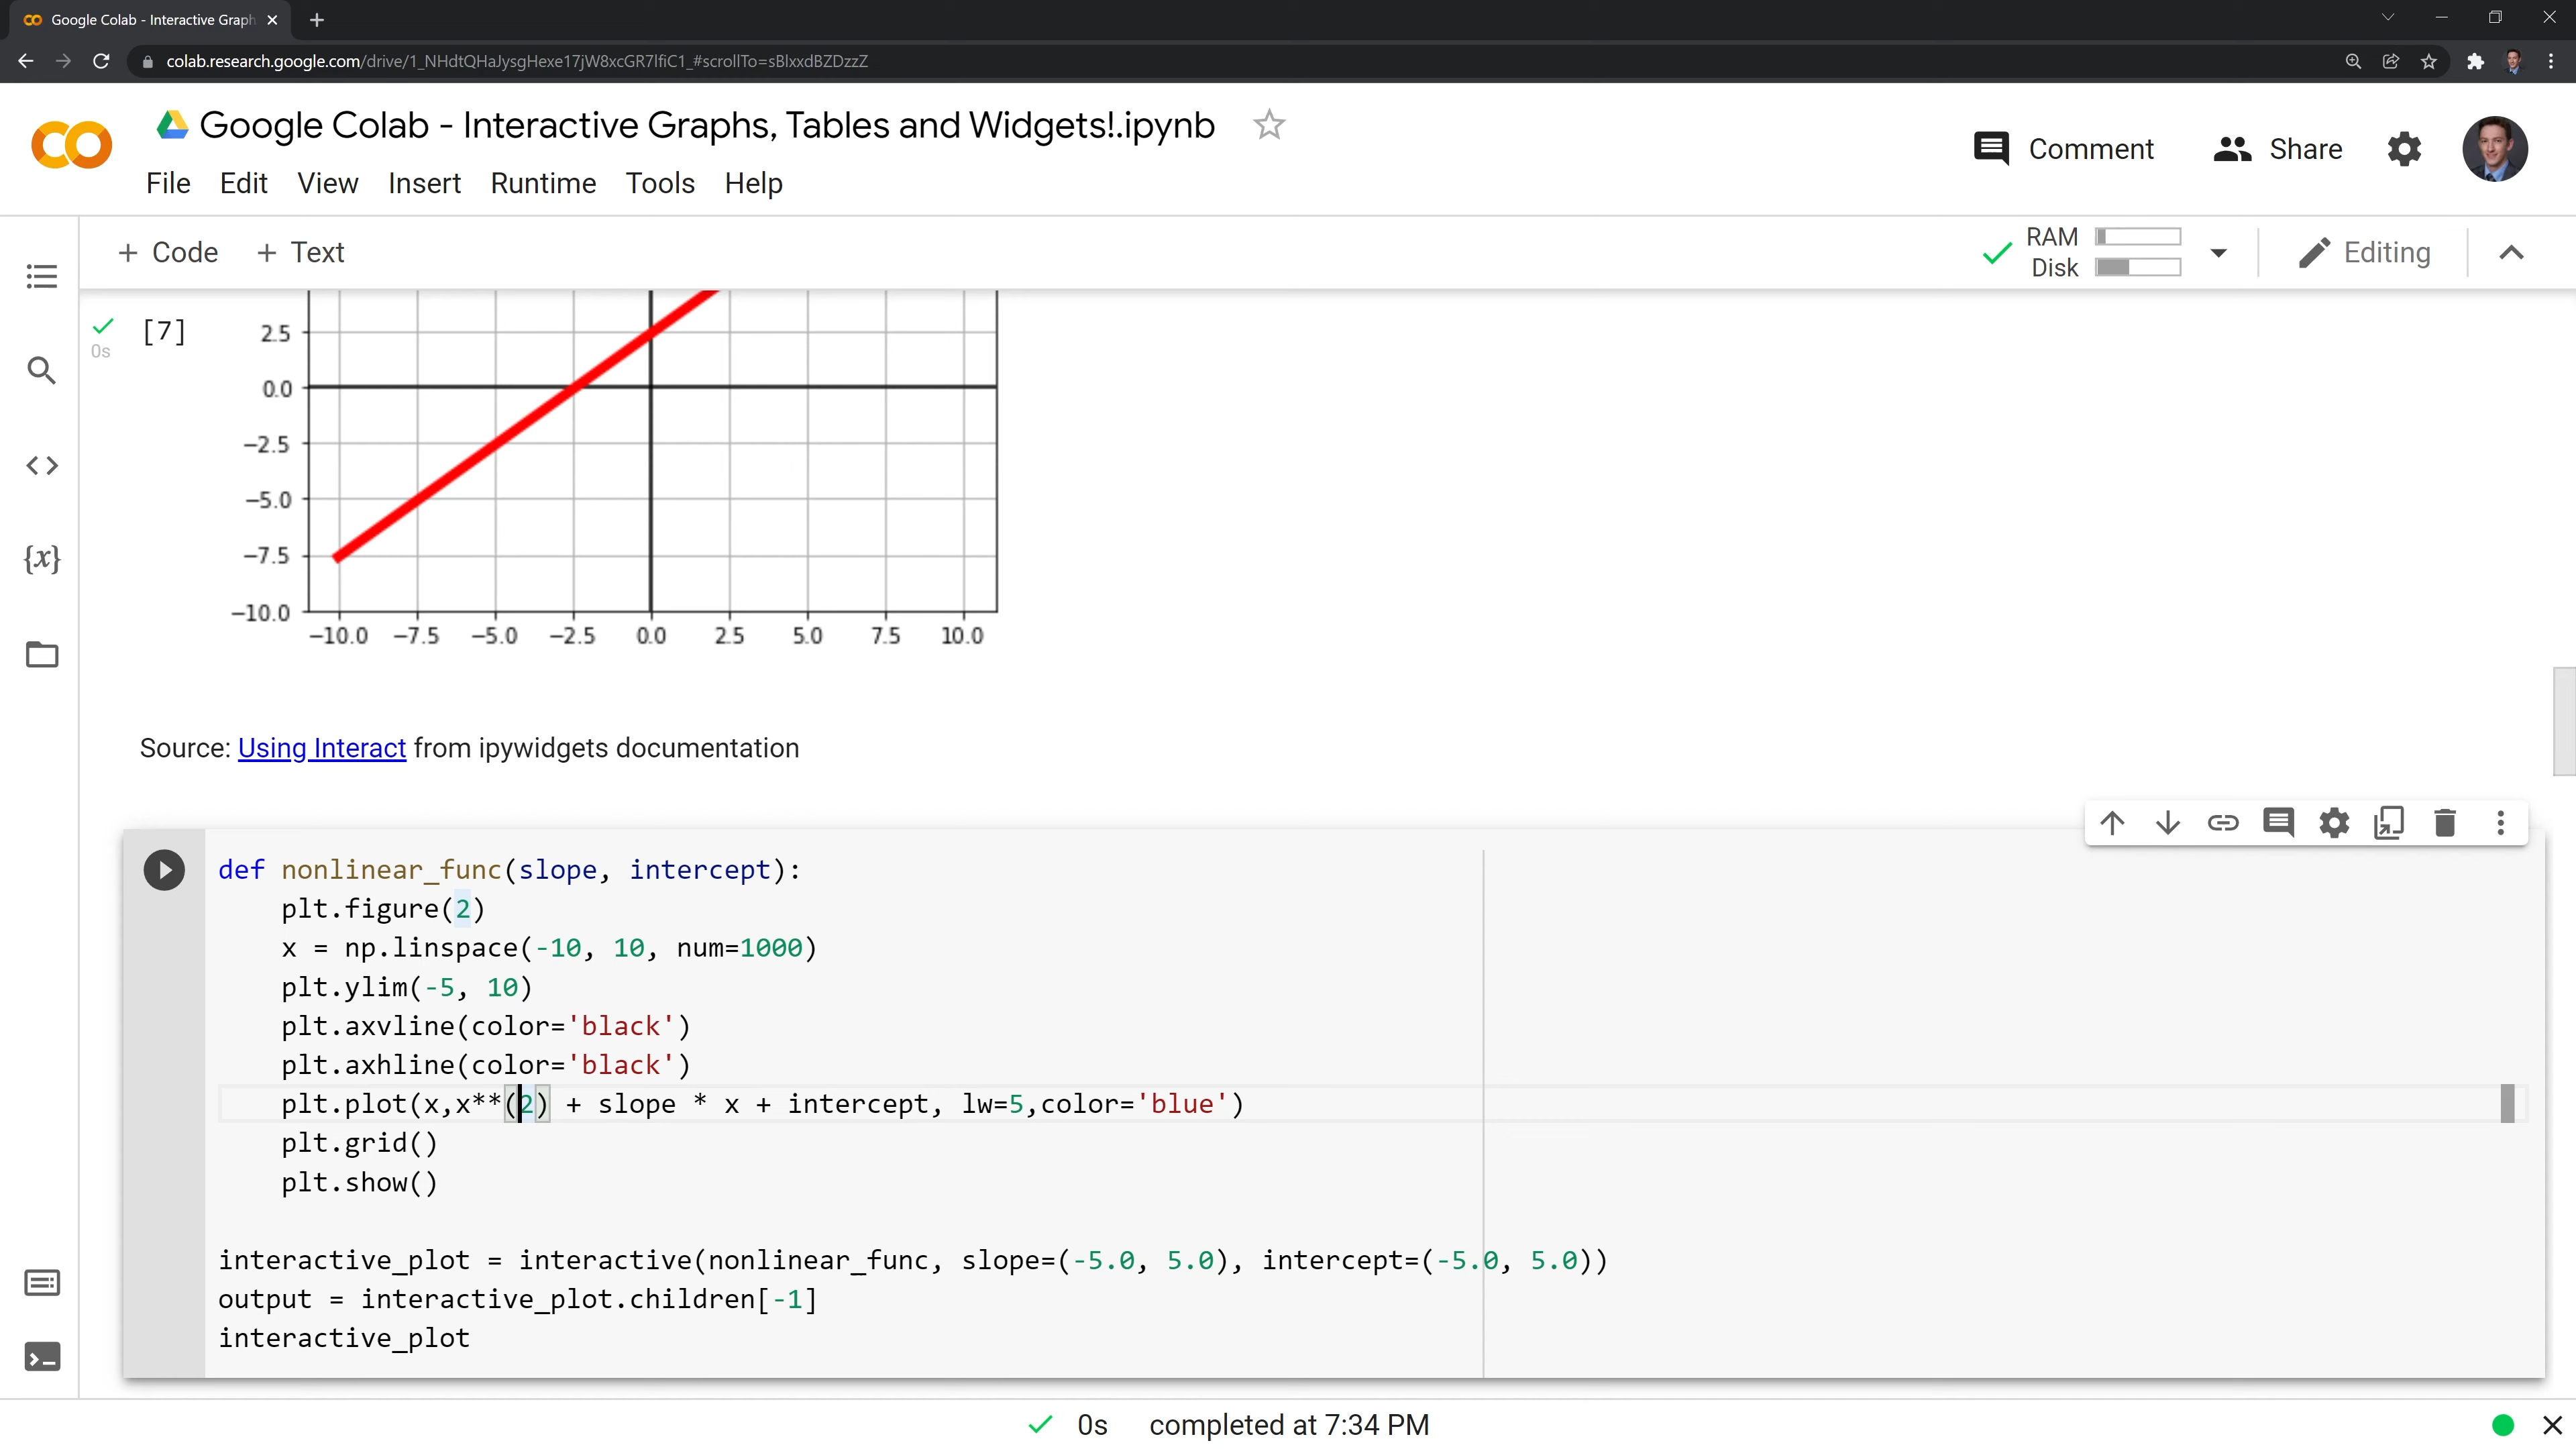 Google Colab - Interactive Graph
colab.research.google.com/drive/1_NHdtQHaJysgHexe17jW8xcGR7lfiC1_#scrollTo=sBlxxdBZDzzZ
Google Colab - Interactive Graphs, Tables and Widgets!.ipynb
Comment
Share
File Edit View Insert Runtime Tools Help
+ Code + Text
RAM
Disk
Editing
[7]
0s
2.5
0.0
−2.5
−5.0
−7.5
−10.0
−10.0 −7.5 −5.0 −2.5 0.0 2.5 5.0 7.5 10.0
{x}
Source: Using Interact from ipywidgets documentation
def nonlinear_func(slope, intercept):
plt.figure(2)
x = np.linspace(-10, 10, num=1000)
plt.ylim(-5, 10)
plt.axvline(color='black')
plt.axhline(color='black')
plt.plot(x,x**(2) + slope * x + intercept, lw=5,color='blue')
plt.grid()
plt.show()
interactive_plot = interactive(nonlinear_func, slope=(-5.0, 5.0), intercept=(-5.0, 5.0))
output = interactive_plot.children[-1]
interactive_plot
0s completed at 7:34 PM